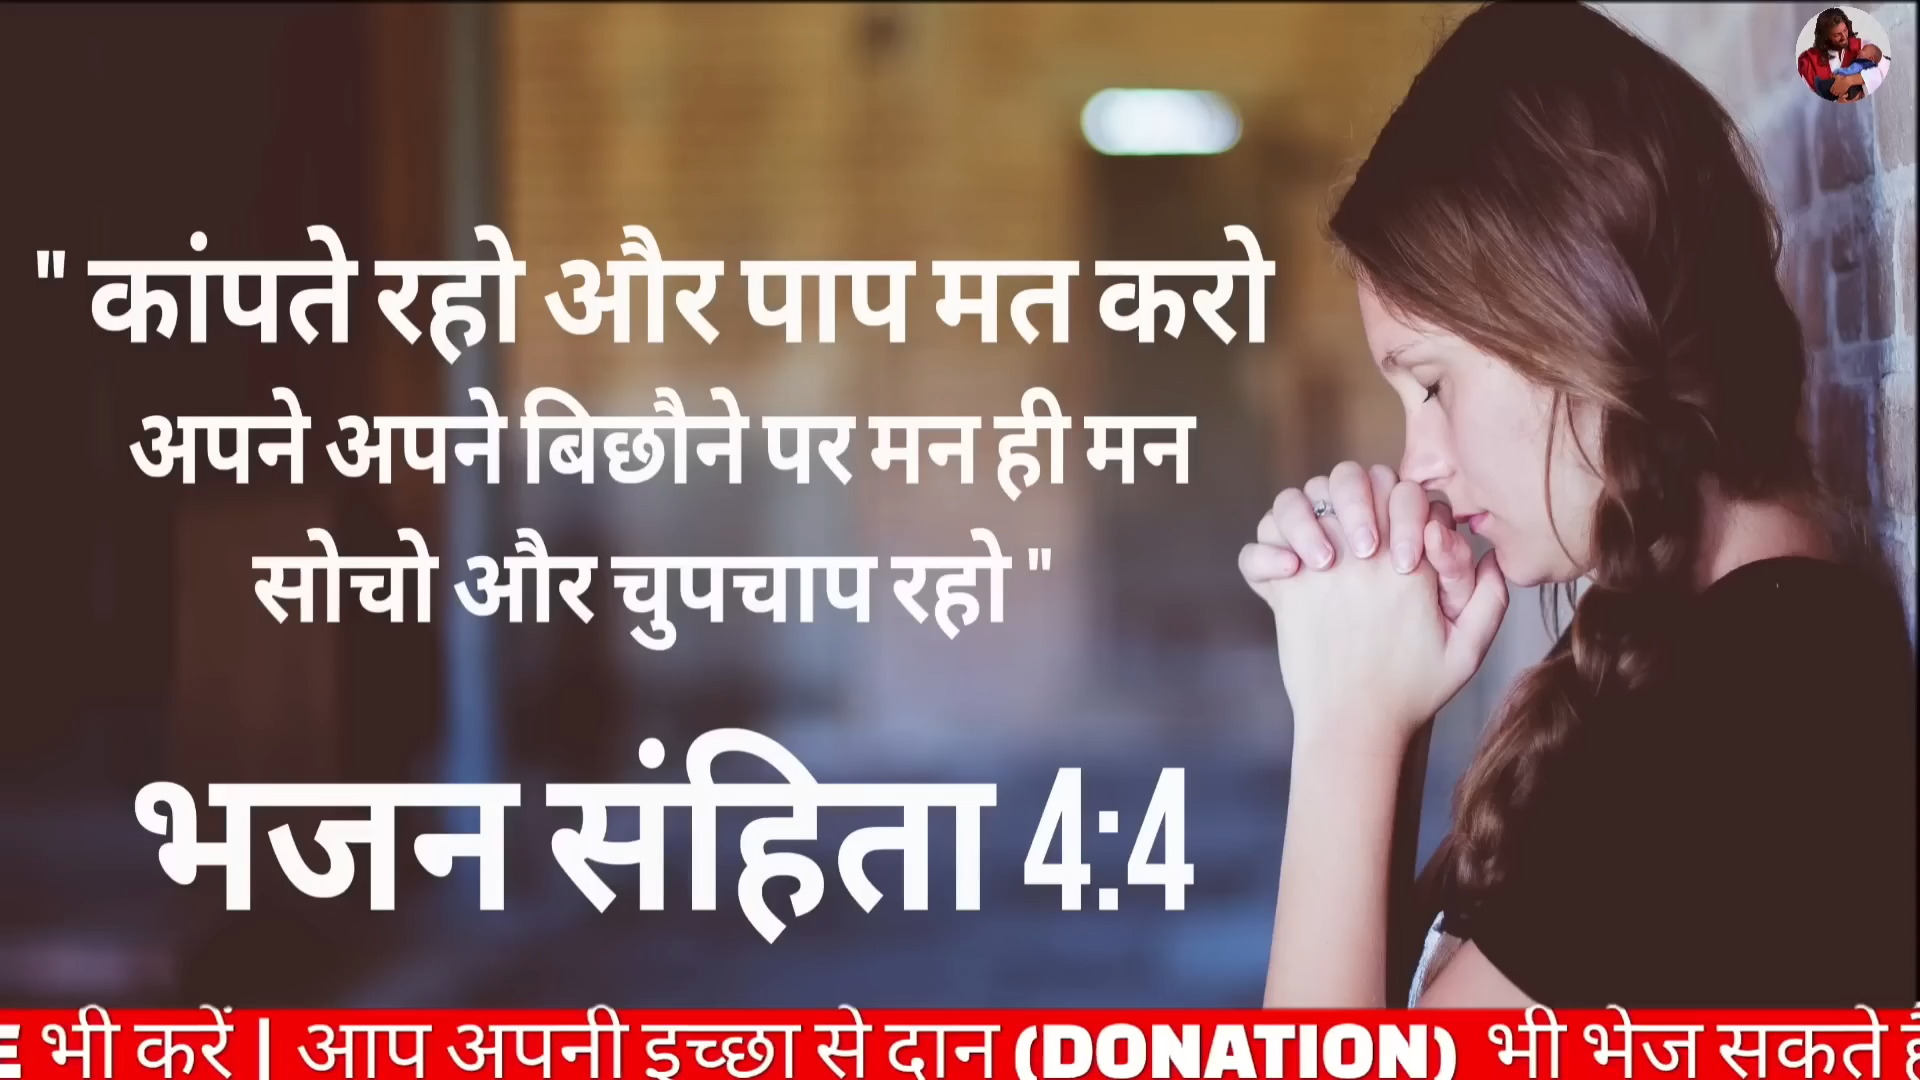 " कांपते रहो और पाप मत करो
अपने अपने बिछौने पर मन ही मन
सोचो और चुपचाप रहो "
भजन संहिता 4:4
भी करें | आप अपनी इच्छा से दान (DONATION) भी भेज सकते